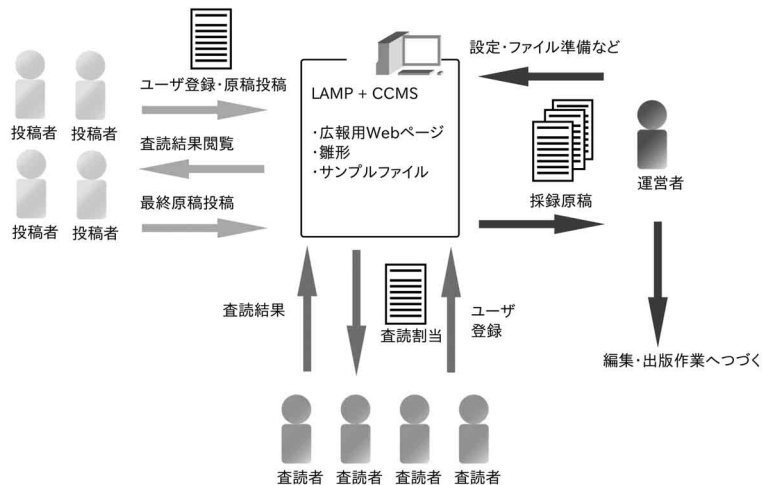 設定・ファイル準備など
ユーザ登録・原稿投稿
LAMP + CCMS
・広報用Webページ
・雛形
・サンプルファイル
投稿者 投稿者
査読結果閲覧
運営者
採録原稿
最終原稿投稿
投稿者 投稿者
査読結果
査読割当
ユーザ
登録
編集・出版作業へつづく
査読者 査読者 査読者 査読者